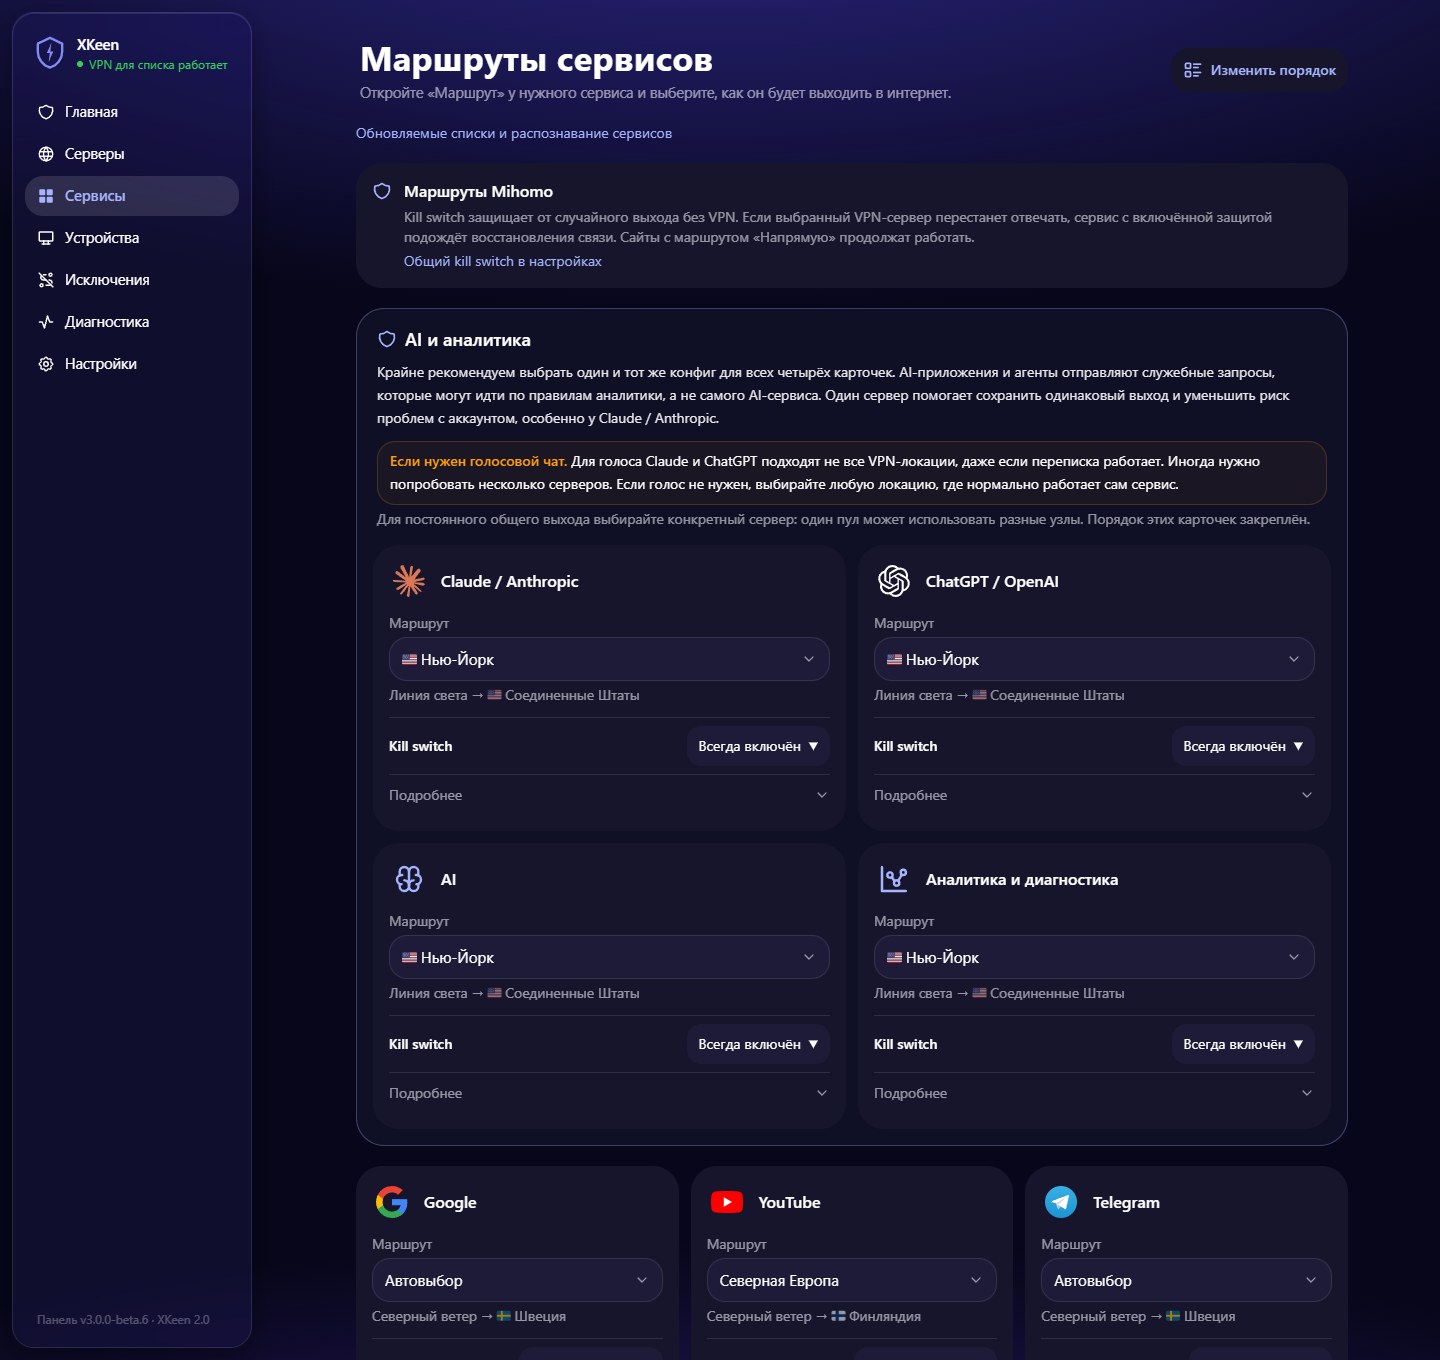 XKeen
VPN для списка работает
Главная
Серверы
Сервисы
Устройства
Исключения
Диагностика
Настройки
Панель v3.0.0-beta.6 · XKeen 2.0
Маршруты сервисов
Откройте «Маршрут» у нужного сервиса и выберите, как он будет выходить в интернет.
Изменить порядок
Обновляемые списки и распознавание сервисов
Маршруты Mihomo
Kill switch защищает от случайного выхода без VPN. Если выбранный VPN-сервер перестанет отвечать, сервис с включённой защитой
подождёт восстановления связи. Сайты с маршрутом «Напрямую» продолжат работать.
Общий kill switch в настройках
AI и аналитика
Крайне рекомендуем выбрать один и тот же конфиг для всех четырёх карточек. AI-приложения и агенты отправляют служебные запросы,
которые могут идти по правилам аналитики, а не самого AI-сервиса. Один сервер помогает сохранить одинаковый выход и уменьшить риск
проблем с аккаунтом, особенно у Claude / Anthropic.
Если нужен голосовой чат. Для голоса Claude и ChatGPT подходят не все VPN-локации, даже если переписка работает. Иногда нужно
попробовать несколько серверов. Если голос не нужен, выбирайте любую локацию, где нормально работает сам сервис.
Для постоянного общего выхода выбирайте конкретный сервер: один пул может использовать разные узлы. Порядок этих карточек закреплён.
Claude / Anthropic
Маршрут
Нью-Йорк
Линия света → Соединенные Штаты
Kill switch
Всегда включён ▼
Подробнее
ChatGPT / OpenAI
Маршрут
Нью-Йорк
Линия света → Соединенные Штаты
Kill switch
Всегда включён ▼
Подробнее
AI
Маршрут
Нью-Йорк
Линия света → Соединенные Штаты
Kill switch
Всегда включён ▼
Подробнее
Аналитика и диагностика
Маршрут
Нью-Йорк
Линия света → Соединенные Штаты
Kill switch
Всегда включён ▼
Подробнее
Google
Маршрут
Автовыбор
Северный ветер → Швеция
YouTube
Маршрут
Северная Европа
Северный ветер → Финляндия
Telegram
Маршрут
Автовыбор
Северный ветер → Швеция